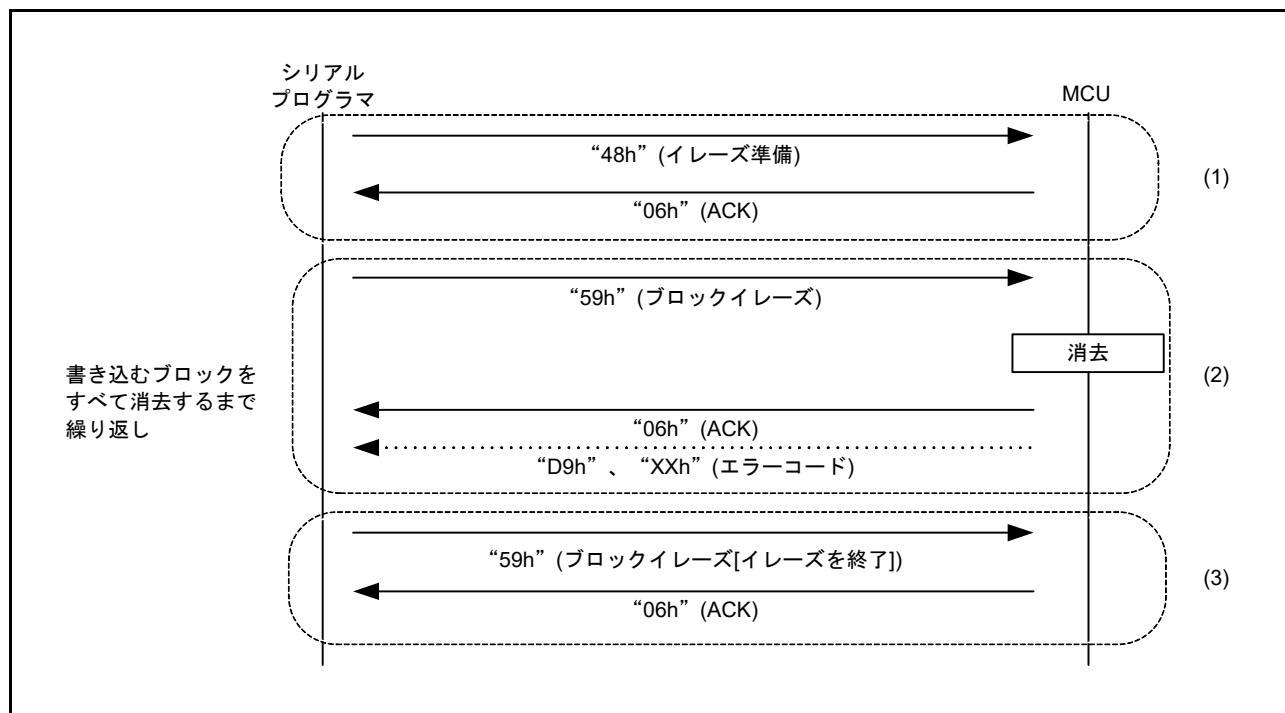 シリアル
プログラマ
MCU
“48h” (イレーズ準備)
“06h” (ACK)
(1)
“59h” (ブロックイレーズ)
消去
書き込むブロックを
すべて消去するまで
繰り返し
(2)
“06h” (ACK)
“D9h” 、 “XXh” (エラーコード)
“59h” (ブロックイレーズ[イレーズを終了])
“06h” (ACK)
(3)